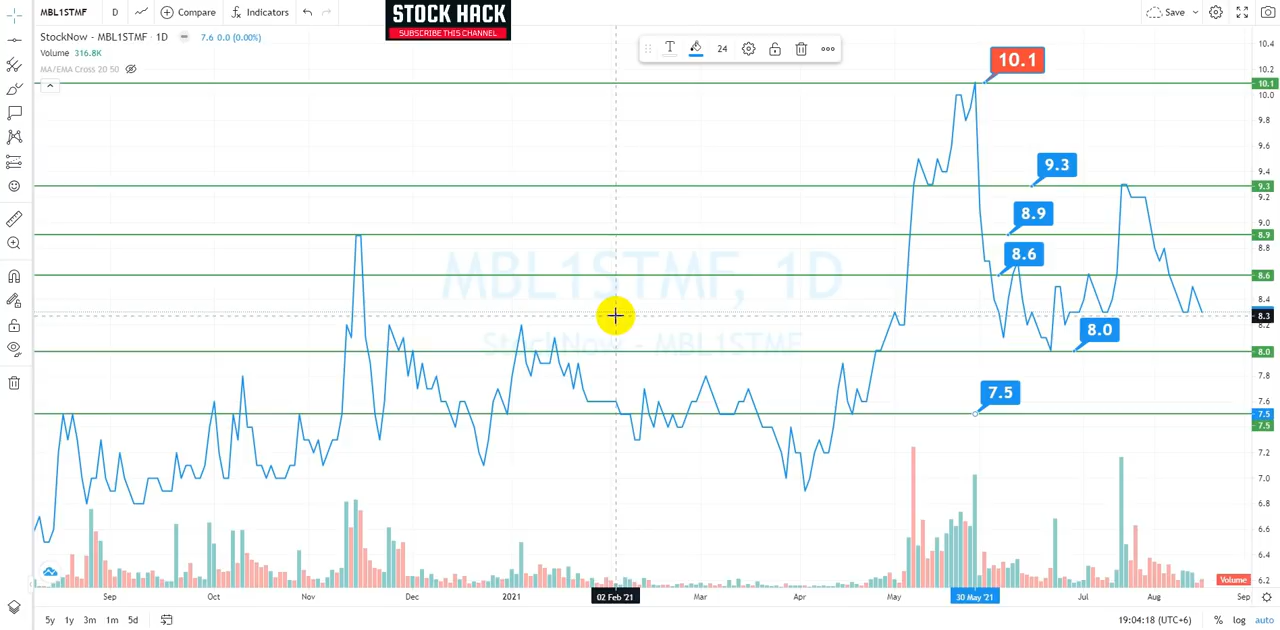 MBL1STMF D Compare Indicators
STOCK HACK
SUBSCRIBE THIS CHANNEL
Save
StockNow - MBL1STMF · 1D 7.6 0.0 (0.00%)
Volume 316.8K
MA/EMA Cross 20 50
T 24
10.1
9.3
8.9
8.6
8.0
7.5
MBL1STMF, 1D
StockNow - MBL1STMF
10.4
10.2
10.1
10.0
9.8
9.6
9.4
9.3
9.2
9.0
8.9
8.8
8.6
8.4
8.3
8.2
8.0
7.8
7.6
7.5
7.5
7.2
7.0
6.8
6.6
6.4
6.2
Volume
Sep Oct Nov Dec 2021 02 Feb '21 Mar Apr May 30 May '21 Jul Aug Sep
5y 1y 3m 1m 5d
19:04:18 (UTC+6) % log auto